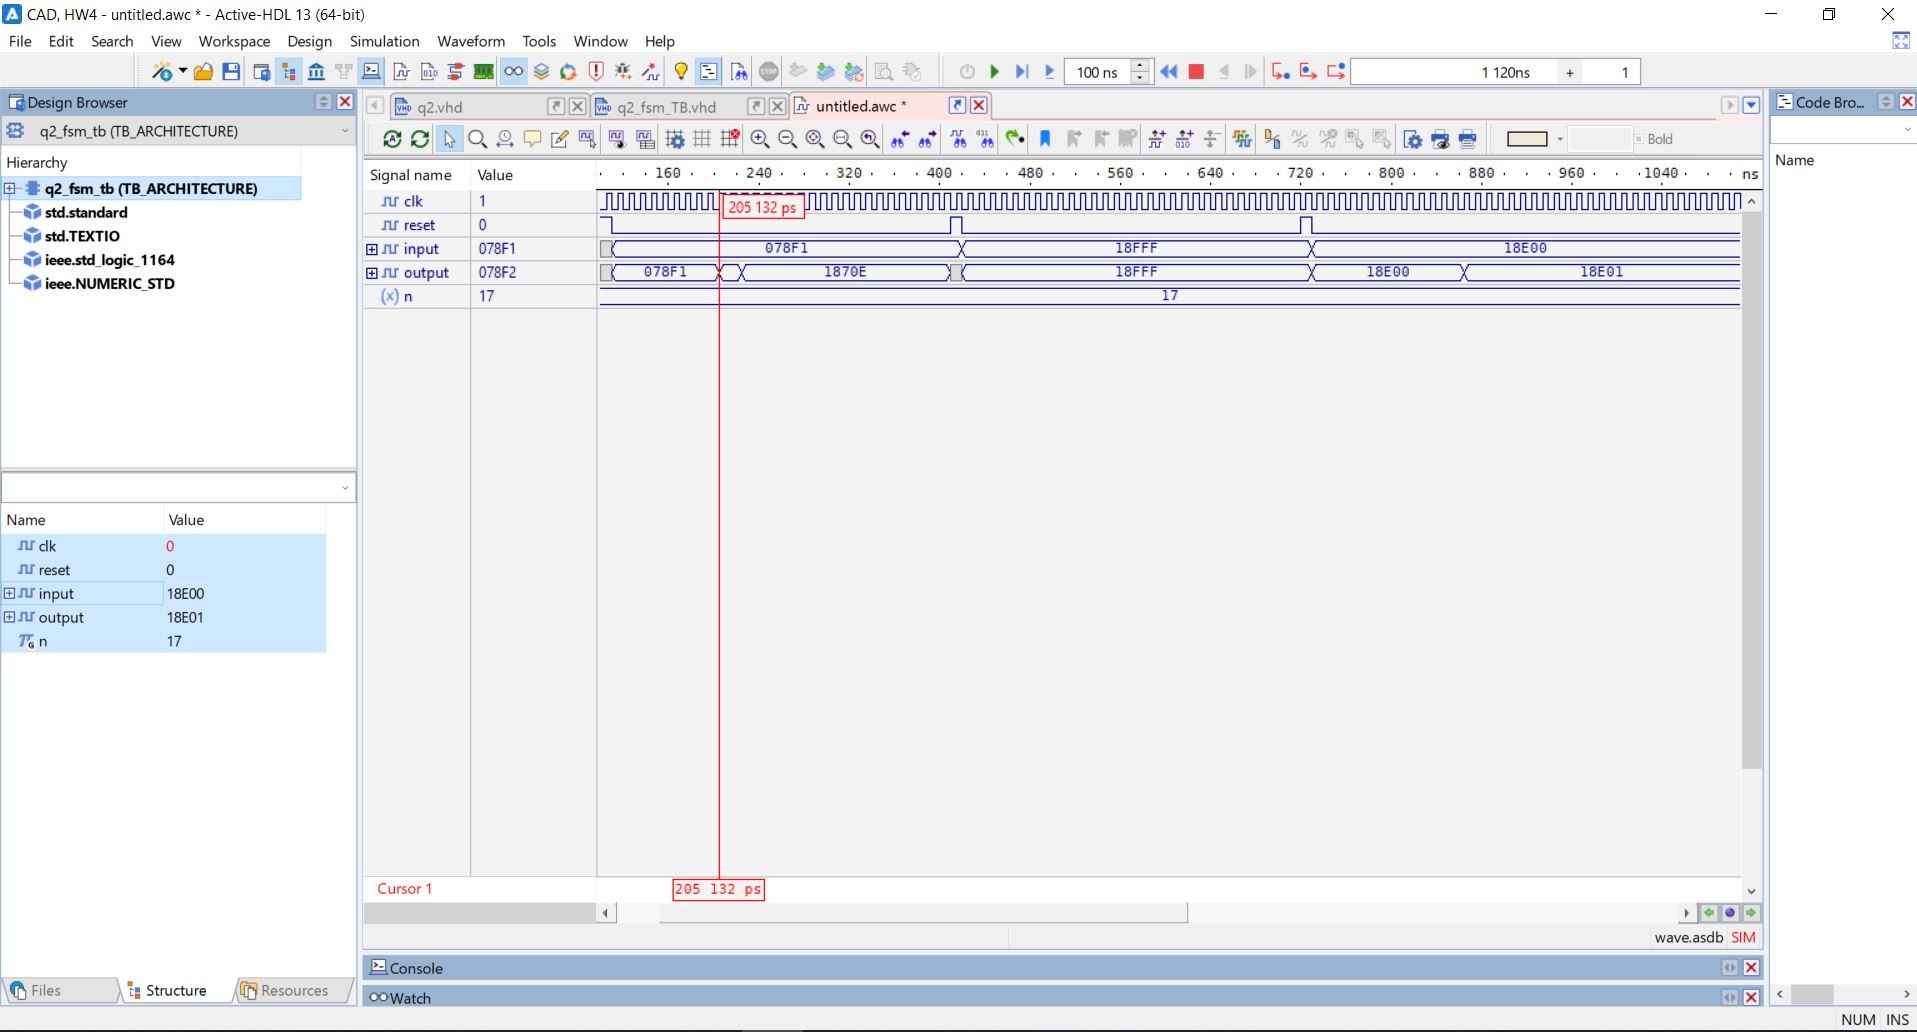 CAD, HW4 - untitled.awc * - Active-HDL 13 (64-bit)
File Edit Search View Workspace Design Simulation Waveform Tools Window Help
100 ns 1 120ns + 1
Design Browser
q2_fsm_tb (TB_ARCHITECTURE)
Hierarchy
q2_fsm_tb (TB_ARCHITECTURE)
std.standard
std.TEXTIO
ieee.std_logic_1164
ieee.NUMERIC_STD
Name Value
clk 0
reset 0
input 18E00
output 18E01
n 17
Files Structure Resources
q2.vhd q2_fsm_TB.vhd untitled.awc *
Bold
Signal name Value 160 240 320 400 480 560 640 720 800 880 960 1040 ns
clk 1 205 132 ps
reset 0
input 078F1 078F1 18FFF 18E00
output 078F2 078F1 1870E 18FFF 18E00 18E01
(x) n 17 17
Cursor 1 205 132 ps
wave.asdb SIM
Console
Watch
Code Bro...
Name
NUM INS